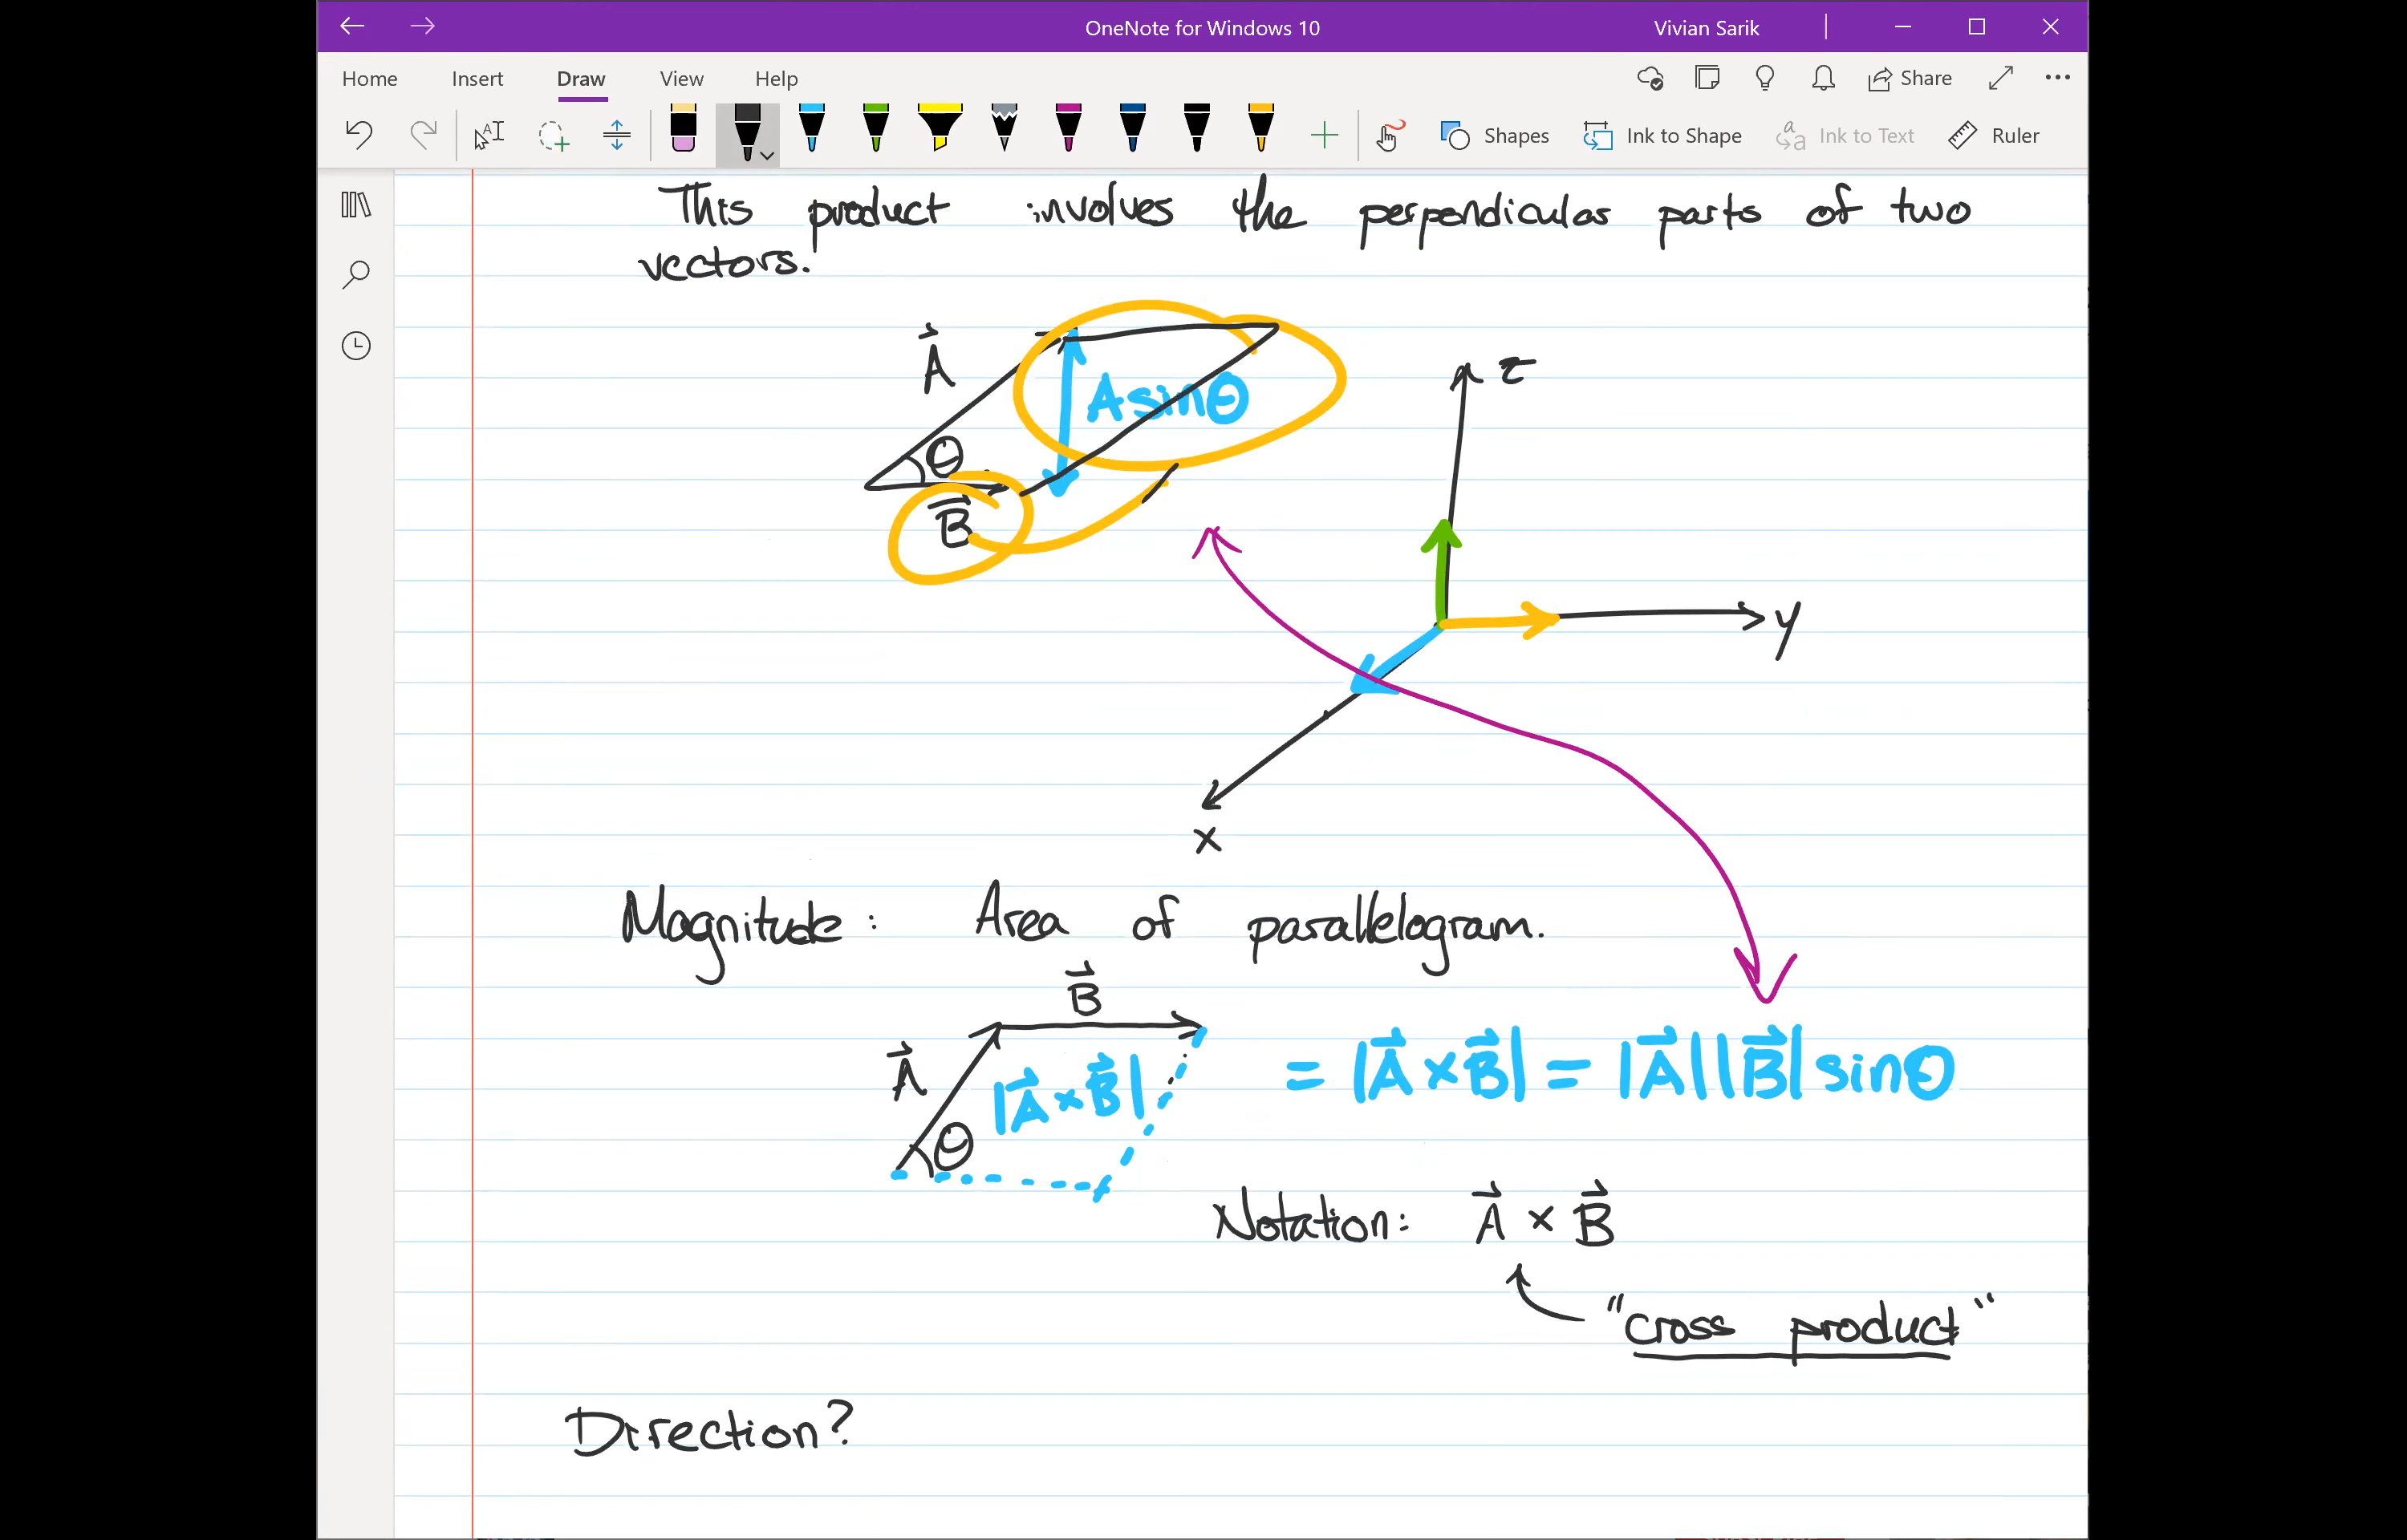 OneNote for Windows 10
Vivian Sarik
Home Insert Draw View Help
Share
Shapes Ink to Shape Ink to Text Ruler
This product involves the perpendicular parts of two
vectors.
A⃗
A sinθ
θ
B⃗
z
y
x
Magnitude: Area of parallelogram.
B⃗
A⃗
|A⃗ × B⃗|
= |A⃗ × B⃗| = |A⃗||B⃗| sinθ
θ
Notation: A⃗ × B⃗
"cross product"
Direction?